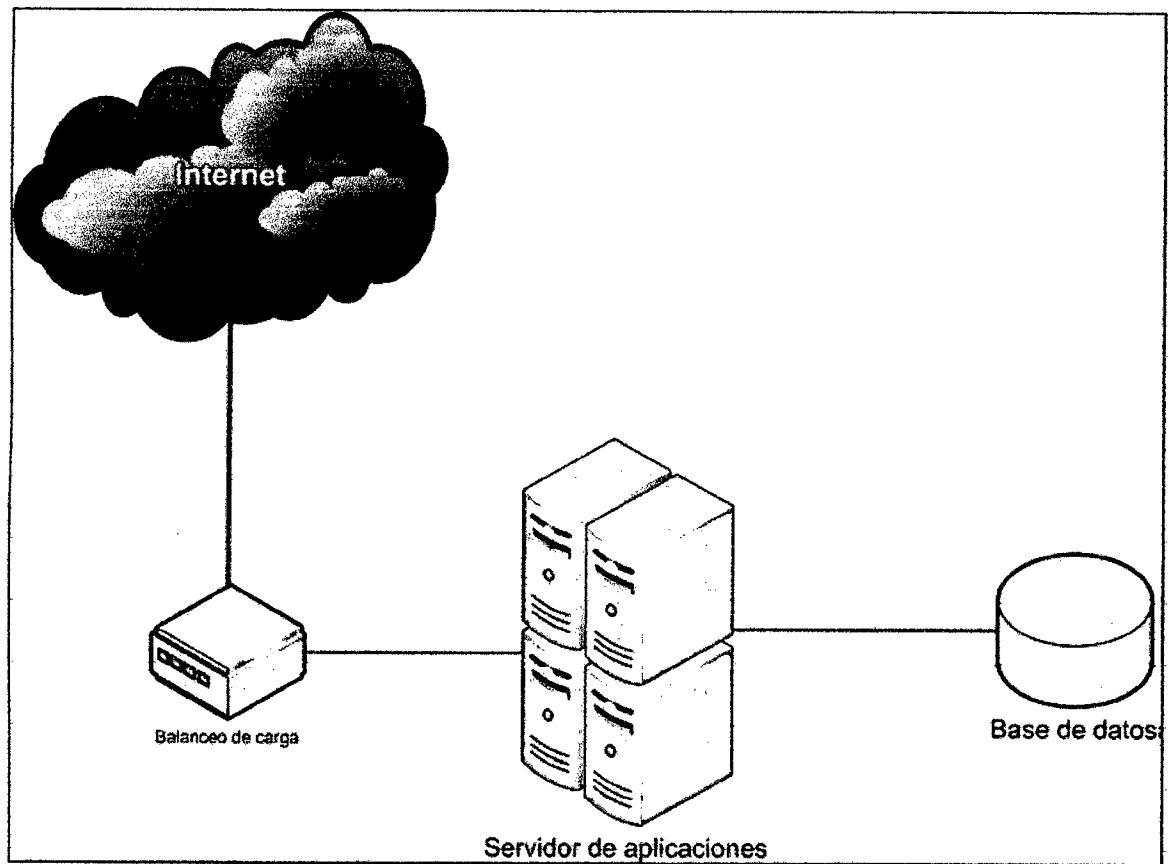 Internet
Balanceo de carga
Servidor de aplicaciones
Base de datos